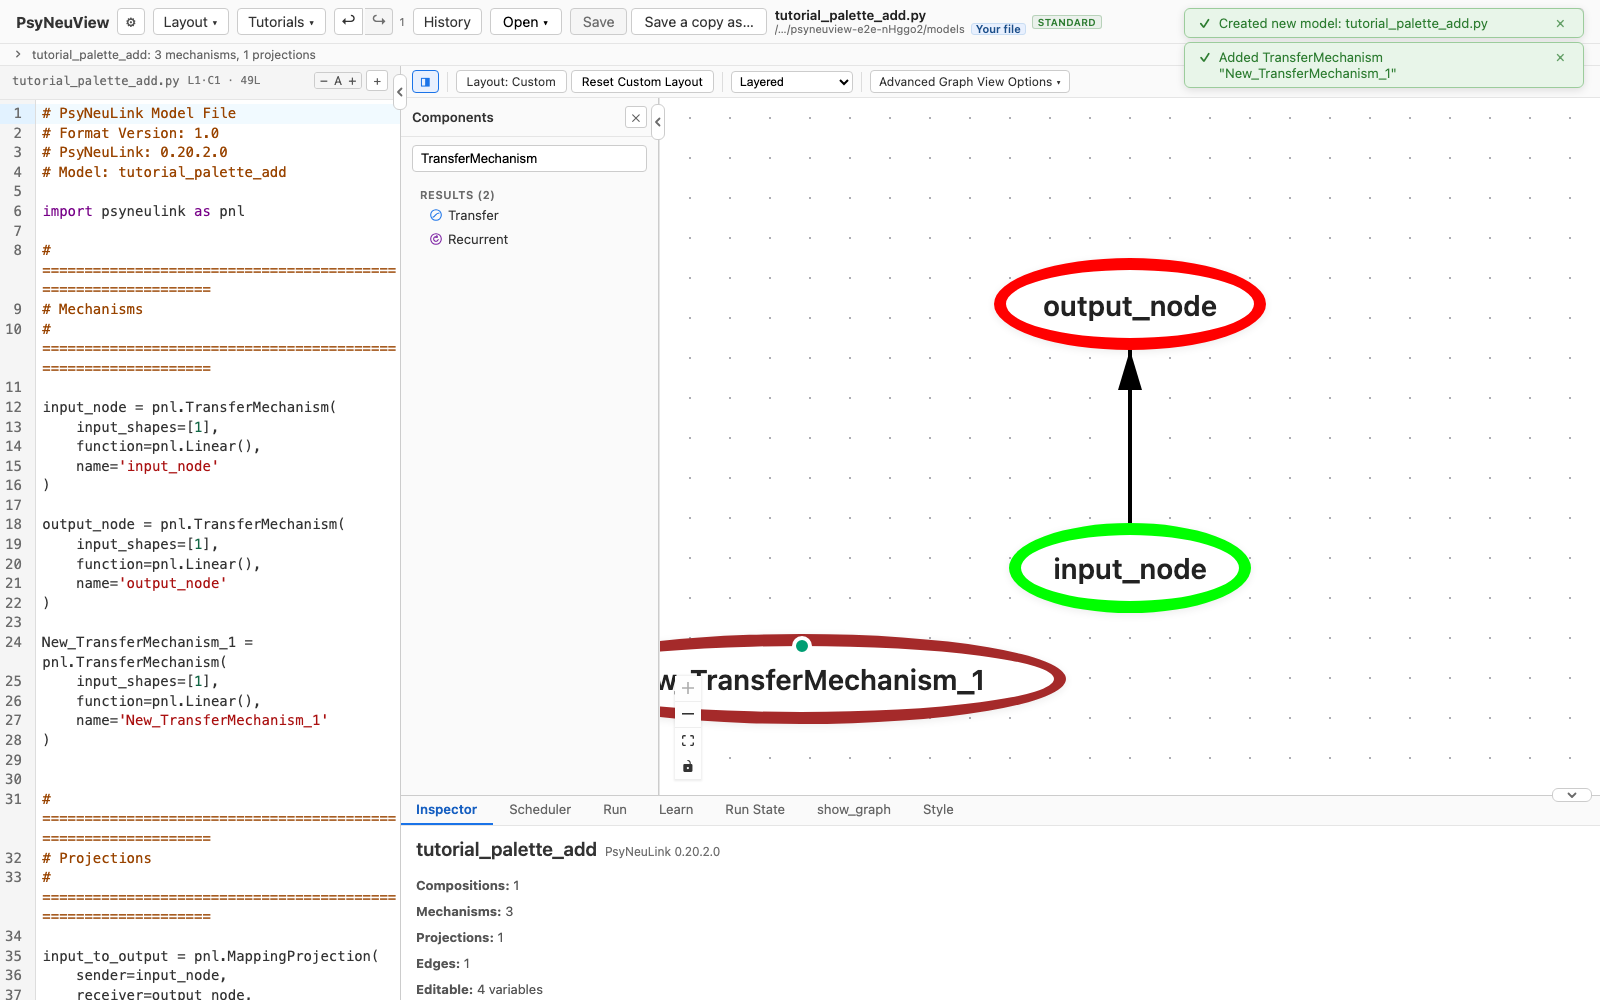 PsyNeuView
Layout ▾
Tutorials ▾
1
History
Open ▾
Save
Save a copy as...
tutorial_palette_add.py
/.../psyneuview-e2e-nHggo2/models
Your file
STANDARD
✓ Created new model: tutorial_palette_add.py ×
✓ Added TransferMechanism
"New_TransferMechanism_1" ×
tutorial_palette_add: 3 mechanisms, 1 projections
tutorial_palette_add.py L1·C1 · 49L
− A +
+
Layout: Custom
Reset Custom Layout
Layered
Advanced Graph View Options ▾
1 # PsyNeuLink Model File
2 # Format Version: 1.0
3 # PsyNeuLink: 0.20.2.0
4 # Model: tutorial_palette_add
5
6 import psyneulink as pnl
7
8 #
==========================================
====================
9 # Mechanisms
10 #
==========================================
====================
11
12 input_node = pnl.TransferMechanism(
13 input_shapes=[1],
14 function=pnl.Linear(),
15 name='input_node'
16 )
17
18 output_node = pnl.TransferMechanism(
19 input_shapes=[1],
20 function=pnl.Linear(),
21 name='output_node'
22 )
23
24 New_TransferMechanism_1 =
pnl.TransferMechanism(
25 input_shapes=[1],
26 function=pnl.Linear(),
27 name='New_TransferMechanism_1'
28 )
29
30
31 #
==========================================
====================
32 # Projections
33 #
==========================================
====================
34
35 input_to_output = pnl.MappingProjection(
36 sender=input_node,
37 receiver=output_node,
Components
×
TransferMechanism
RESULTS (2)
Transfer
Recurrent
output_node
input_node
w_TransferMechanism_1
Inspector
Scheduler
Run
Learn
Run State
show_graph
Style
tutorial_palette_add PsyNeuLink 0.20.2.0
Compositions: 1
Mechanisms: 3
Projections: 1
Edges: 1
Editable: 4 variables